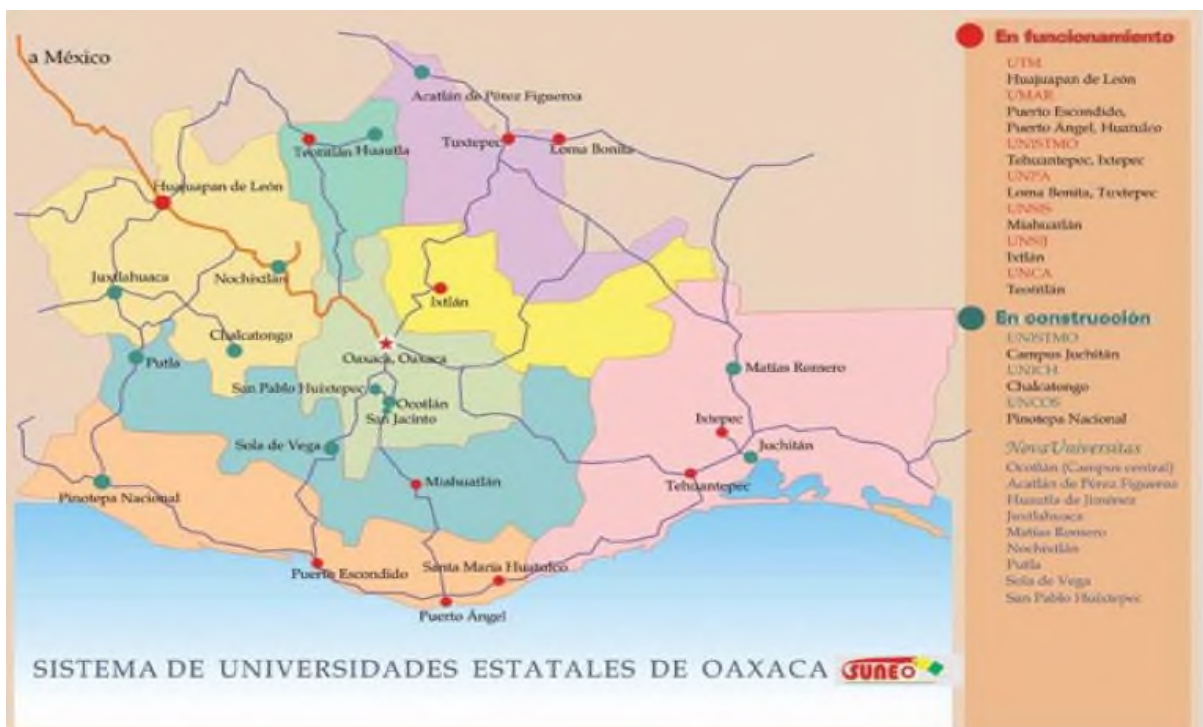 a México
Acatlán de Pérez Figueroa
Teotitlán
Huautla
Tuxtepec
Loma Bonita
Huajuapan de León
Juxtlahuaca
Nochixtlán
Ixtlán
Chalcatongo
Putla
Oaxaca, Oaxaca
San Pablo Huixtepec
Ocotlán
San Jacinto
Matías Romero
Ixtepec
Juchitán
Sola de Vega
Pinotepa Nacional
Miahuatlán
Tehuantepec
Puerto Escondido
Santa María Huatulco
Puerto Ángel
SISTEMA DE UNIVERSIDADES ESTATALES DE OAXACA
SUNEO
En funcionamiento
UTM
Huajuapan de León
UMAR
Puerto Escondido,
Puerto Ángel, Huatulco
UNISTMO
Tehuantepec, Ixtepec
UNPA
Loma Bonita, Tuxtepec
UNSIS
Miahuatlán
UNSIJ
Ixtlán
UNCA
Teotitlán
En construcción
UNISTMO
Campus Juchitán
UNICH
Chalcatongo
UNCOS
Pinotepa Nacional
NovaUniversitas
Ocotlán (Campus central)
Acatlán de Pérez Figueroa
Huautla de Jiménez
Juxtlahuaca
Matías Romero
Nochixtlán
Putla
Sola de Vega
San Pablo Huixtepec